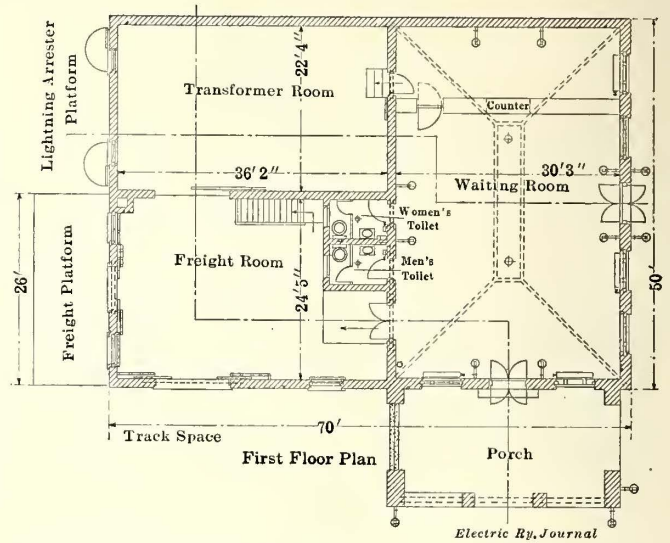 Lightning Arrester
Platform
22'4"
Transformer Room
Counter
36'2"
30'3"
Waiting Room
Women's
Toilet
26'
Freight Platform
Freight Room
24'5"
Men's
Toilet
50'
70'
Track Space
First Floor Plan
Porch
Electric Ry. Journal